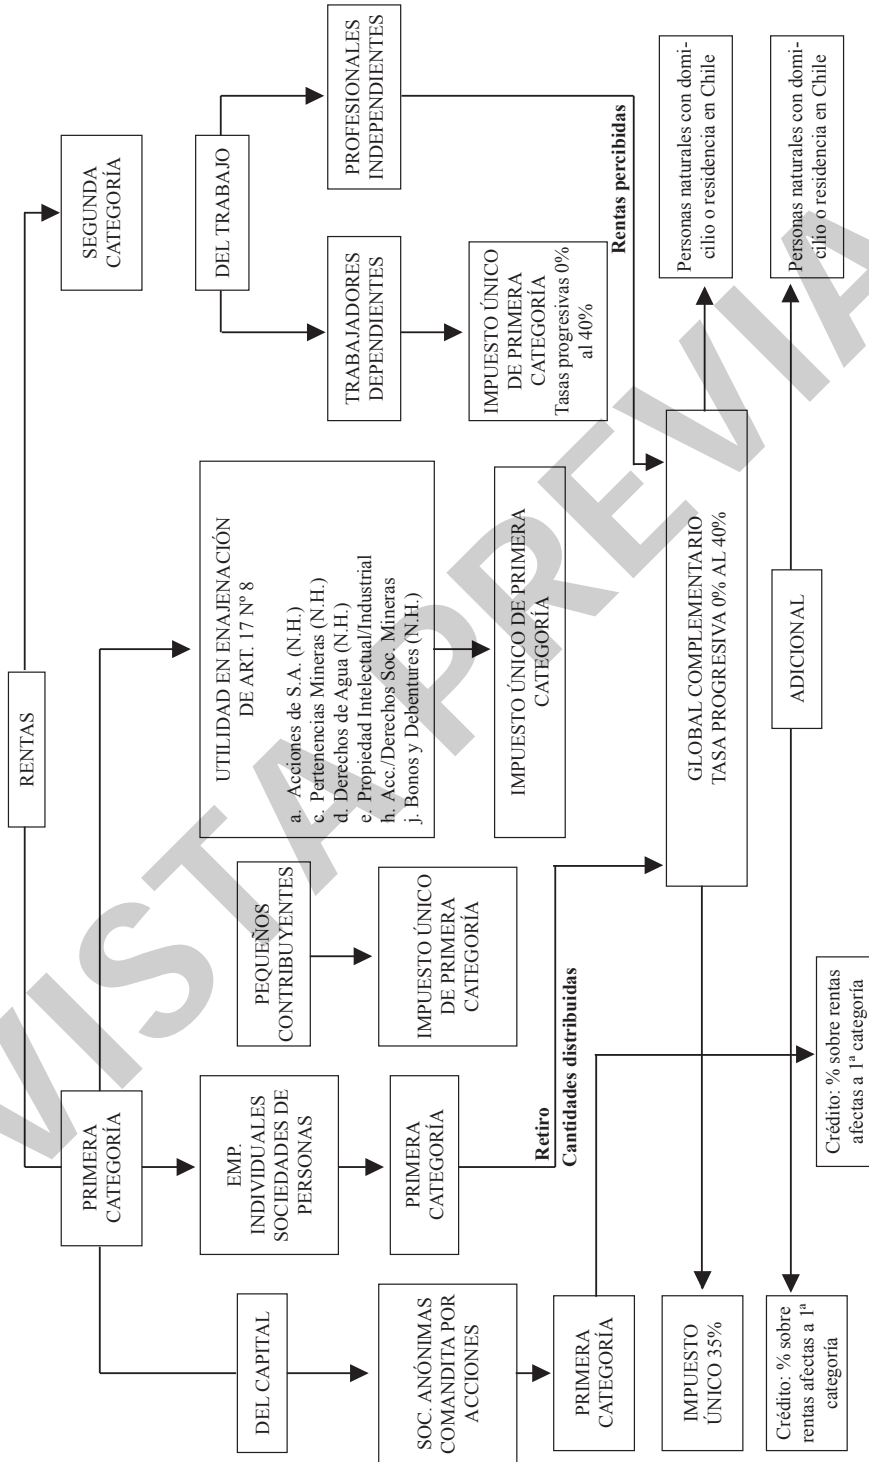 RENTAS
PRIMERA
CATEGORÍA
SEGUNDA
CATEGORÍA
DEL CAPITAL
EMP.
INDIVIDUALES
SOCIEDADES DE
PERSONAS
PEQUEÑOS
CONTRIBUYENTES
UTILIDAD EN ENAJENACIÓN
DE ART. 17 Nº 8
a. Acciones de S.A. (N.H.)
c. Pertenencias Mineras (N.H.)
d. Derechos de Agua (N.H.)
e. Propiedad Intelectual/Industrial
h. Acc./Derechos Soc. Mineras
j. Bonos y Debentures (N.H.)
DEL TRABAJO
TRABAJADORES
DEPENDIENTES
PROFESIONALES
INDEPENDIENTES
SOC. ANÓNIMAS
COMANDITA POR
ACCIONES
PRIMERA
CATEGORÍA
IMPUESTO ÚNICO
DE PRIMERA
CATEGORÍA
IMPUESTO ÚNICO DE PRIMERA
CATEGORÍA
IMPUESTO ÚNICO
DE PRIMERA
CATEGORÍA
Tasas progresivas 0%
al 40%
PRIMERA
CATEGORÍA
Retiro
Cantidades distribuidas
Rentas percibidas
IMPUESTO
ÚNICO 35%
GLOBAL COMPLEMENTARIO
TASA PROGRESIVA 0% AL 40%
Personas naturales con domi-
cilio o residencia en Chile
Crédito: % sobre
rentas afectas a 1ª
categoría
Crédito: % sobre rentas
afectas a 1ª categoría
ADICIONAL
Personas naturales con domi-
cilio o residencia en Chile
VISTA PREVIA